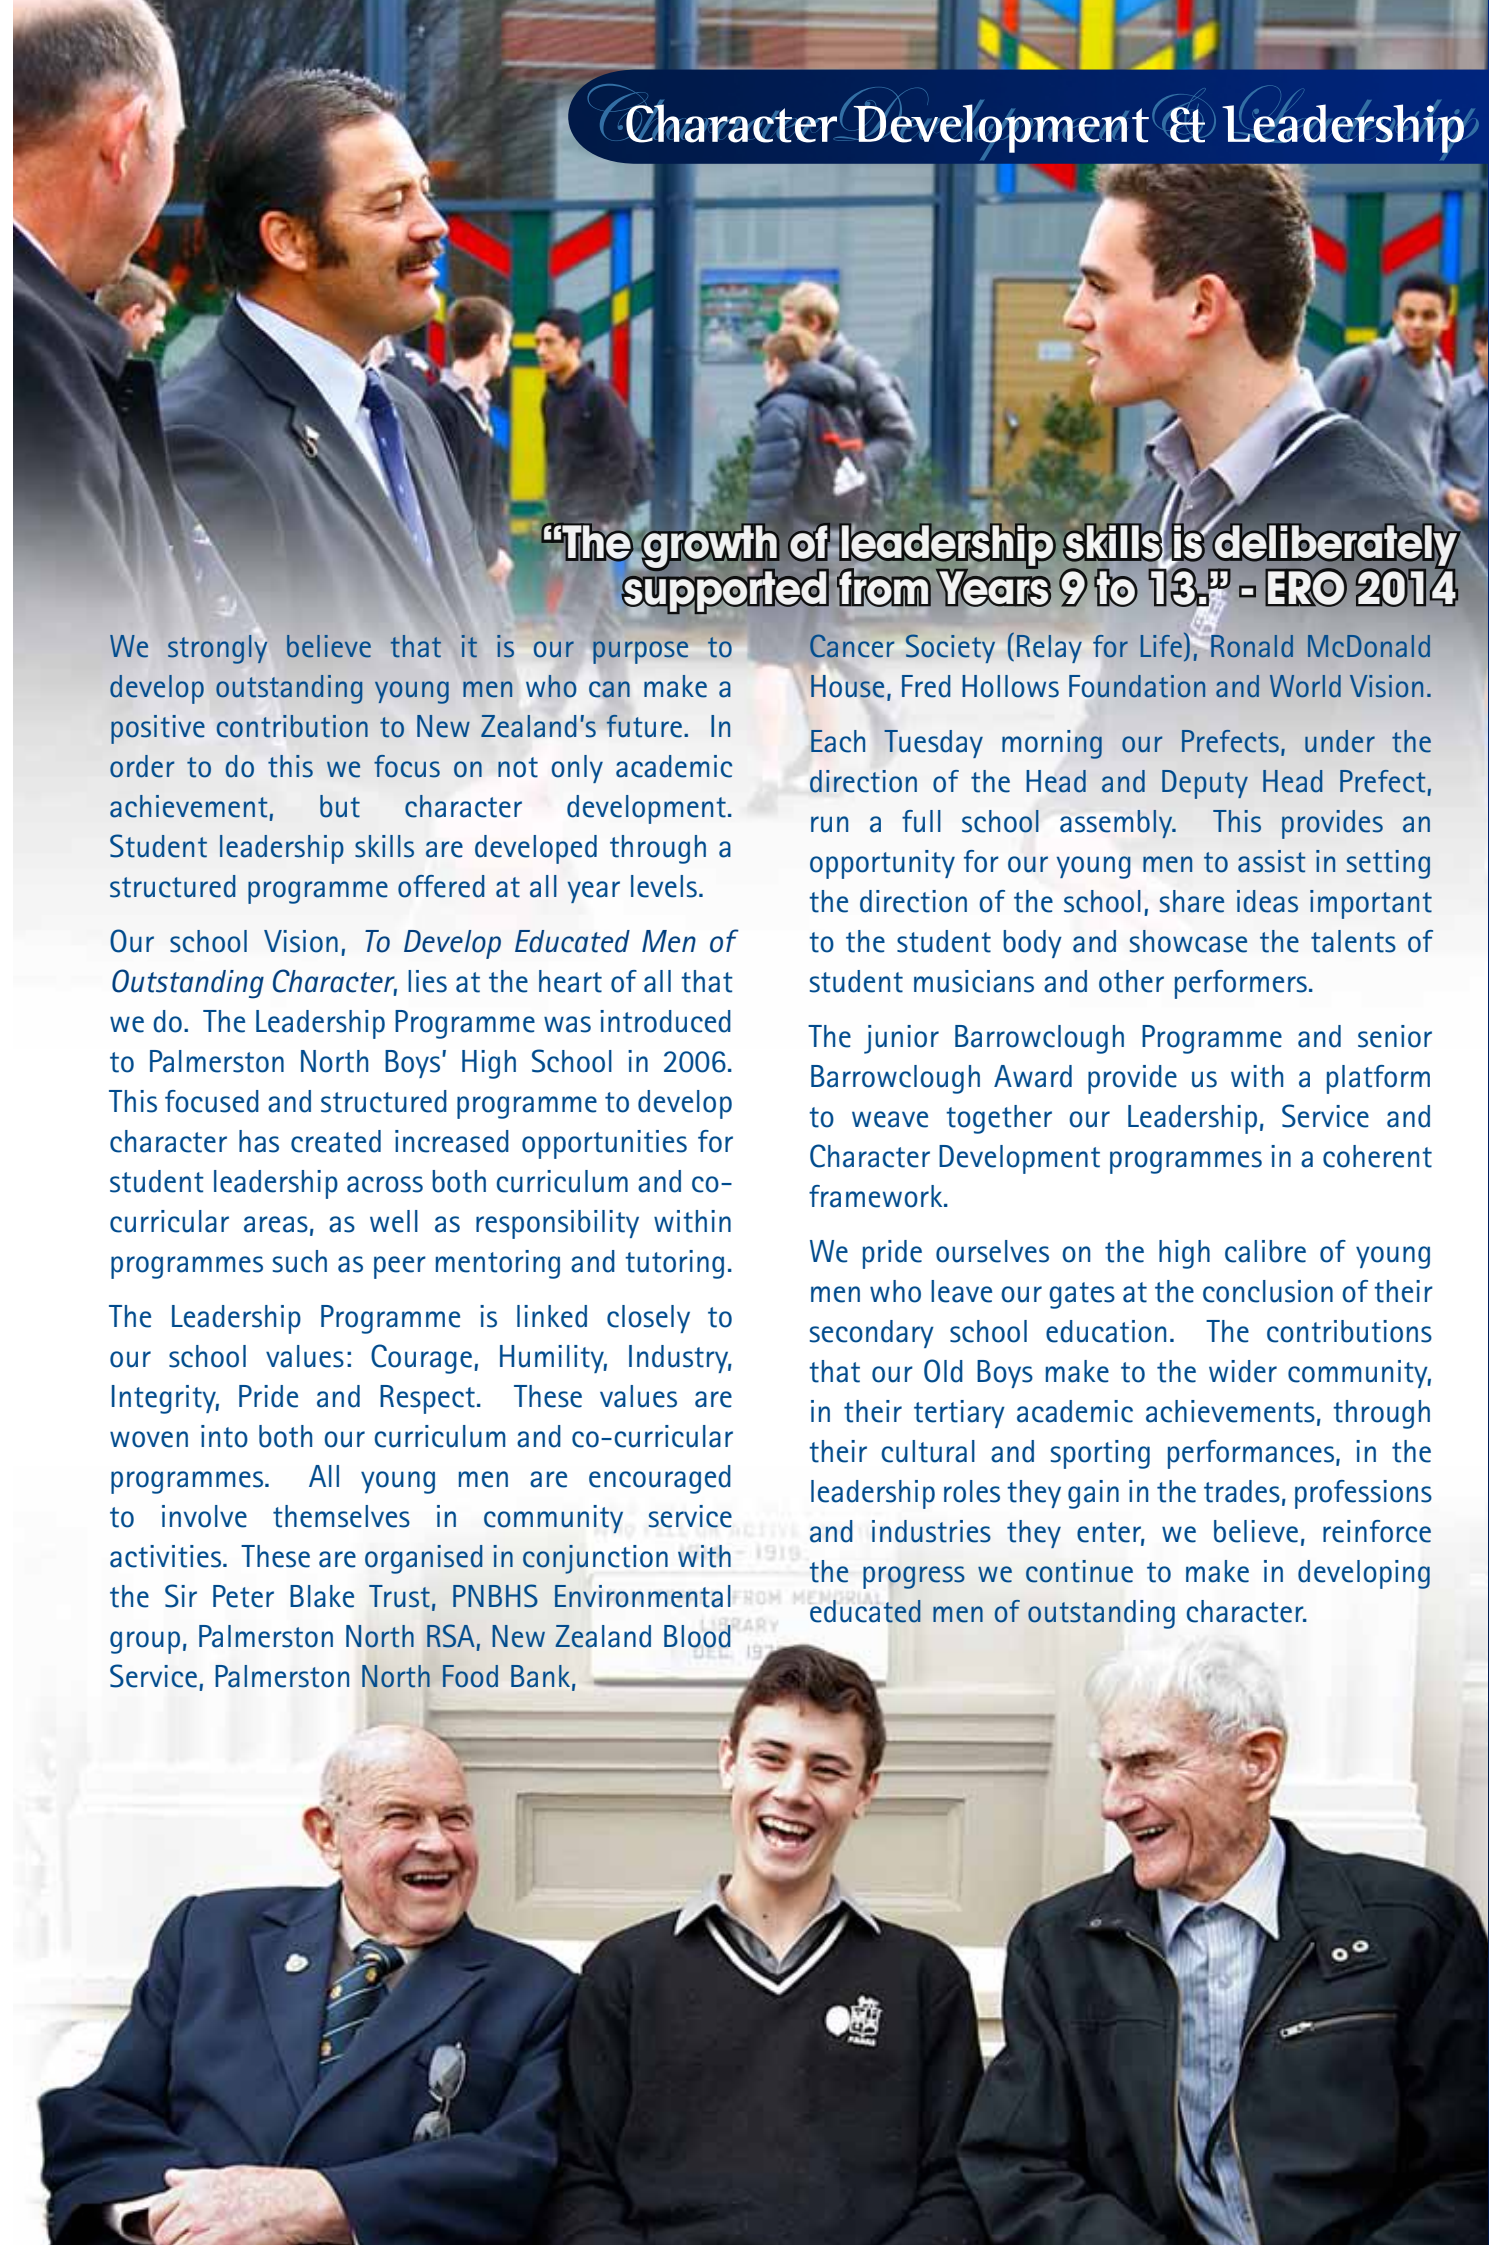 Character Development & Leadership
“The growth of leadership skills is deliberately
supported from Years 9 to 13.” - ERO 2014
We strongly believe that it is our purpose to
develop outstanding young men who can make a
positive contribution to New Zealand's future. In
order to do this we focus on not only academic
achievement, but character development.
Student leadership skills are developed through a
structured programme offered at all year levels.
Our school Vision, To Develop Educated Men of
Outstanding Character, lies at the heart of all that
we do. The Leadership Programme was introduced
to Palmerston North Boys' High School in 2006.
This focused and structured programme to develop
character has created increased opportunities for
student leadership across both curriculum and co-
curricular areas, as well as responsibility within
programmes such as peer mentoring and tutoring.
The Leadership Programme is linked closely to
our school values: Courage, Humility, Industry,
Integrity, Pride and Respect. These values are
woven into both our curriculum and co-curricular
programmes. All young men are encouraged
to involve themselves in community service
activities. These are organised in conjunction with
the Sir Peter Blake Trust, PNBHS Environmental
group, Palmerston North RSA, New Zealand Blood
Service, Palmerston North Food Bank,
Cancer Society (Relay for Life), Ronald McDonald
House, Fred Hollows Foundation and World Vision.
Each Tuesday morning our Prefects, under the
direction of the Head and Deputy Head Prefect,
run a full school assembly. This provides an
opportunity for our young men to assist in setting
the direction of the school, share ideas important
to the student body and showcase the talents of
student musicians and other performers.
The junior Barrowclough Programme and senior
Barrowclough Award provide us with a platform
to weave together our Leadership, Service and
Character Development programmes in a coherent
framework.
We pride ourselves on the high calibre of young
men who leave our gates at the conclusion of their
secondary school education. The contributions
that our Old Boys make to the wider community,
in their tertiary academic achievements, through
their cultural and sporting performances, in the
leadership roles they gain in the trades, professions
and industries they enter, we believe, reinforce
the progress we continue to make in developing
educated men of outstanding character.
1919
FROM MEMORIAL
LIBRARY
DEC.